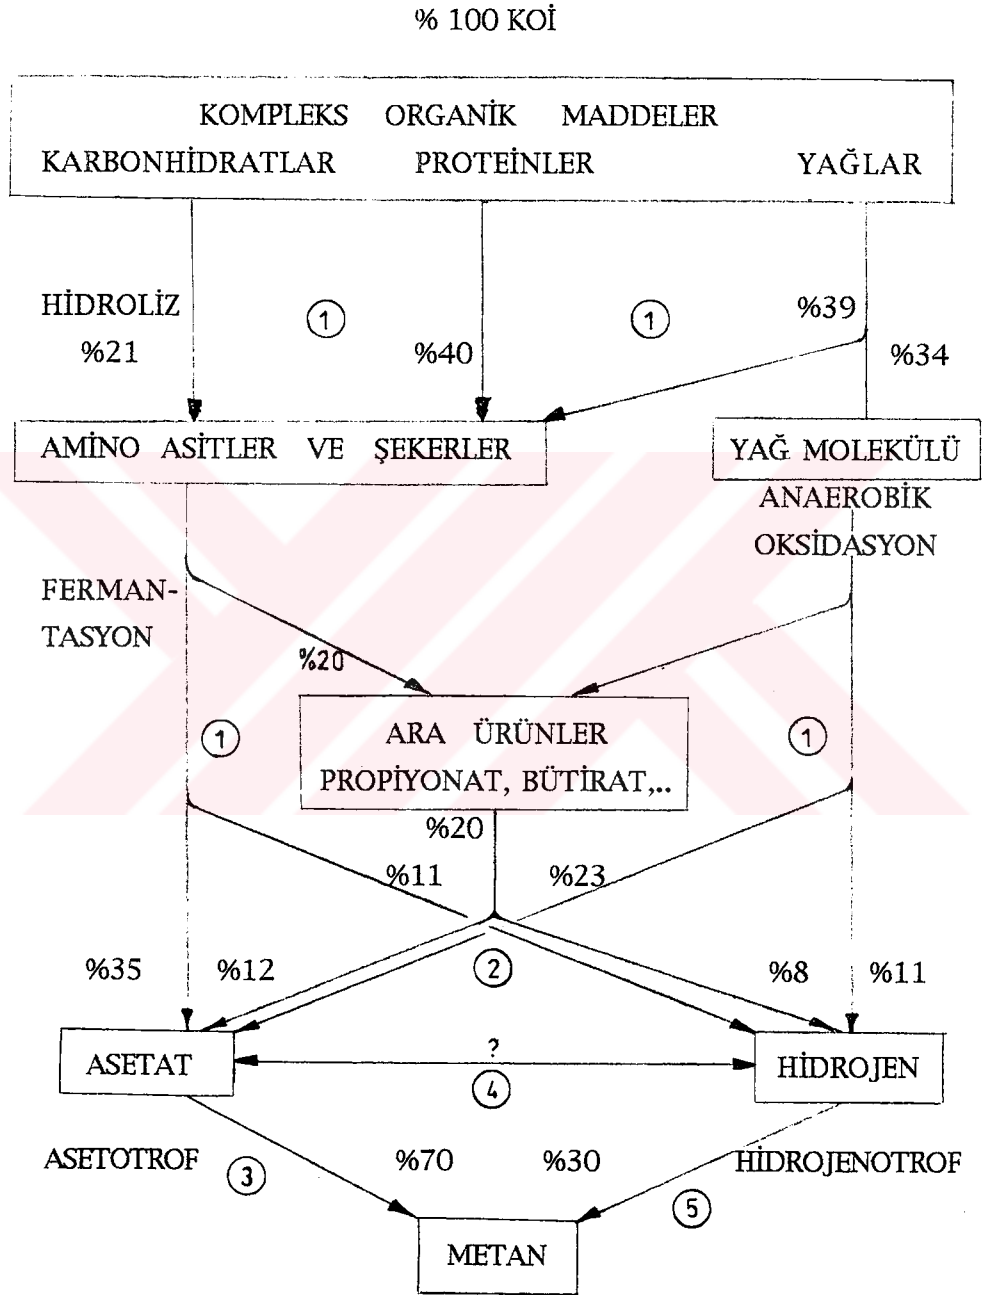 % 100 KOİ
KOMPLEKS ORGANİK MADDELER
KARBONHİDRATLAR PROTEİNLER YAĞLAR
HİDROLİZ
1
1
%39
%21
%40
%34
AMİNO ASİTLER VE ŞEKERLER
YAĞ MOLEKÜLÜ
ANAEROBİK
OKSİDASYON
FERMAN-
TASYON
%20
1
ARA ÜRÜNLER
PROPİYONAT, BÜTİRAT,..
1
%20
%11
%23
%35
%12
2
%8
%11
ASETAT
?
4
HİDROJEN
ASETOTROF
3
%70
%30
HİDROJENOTROF
5
METAN